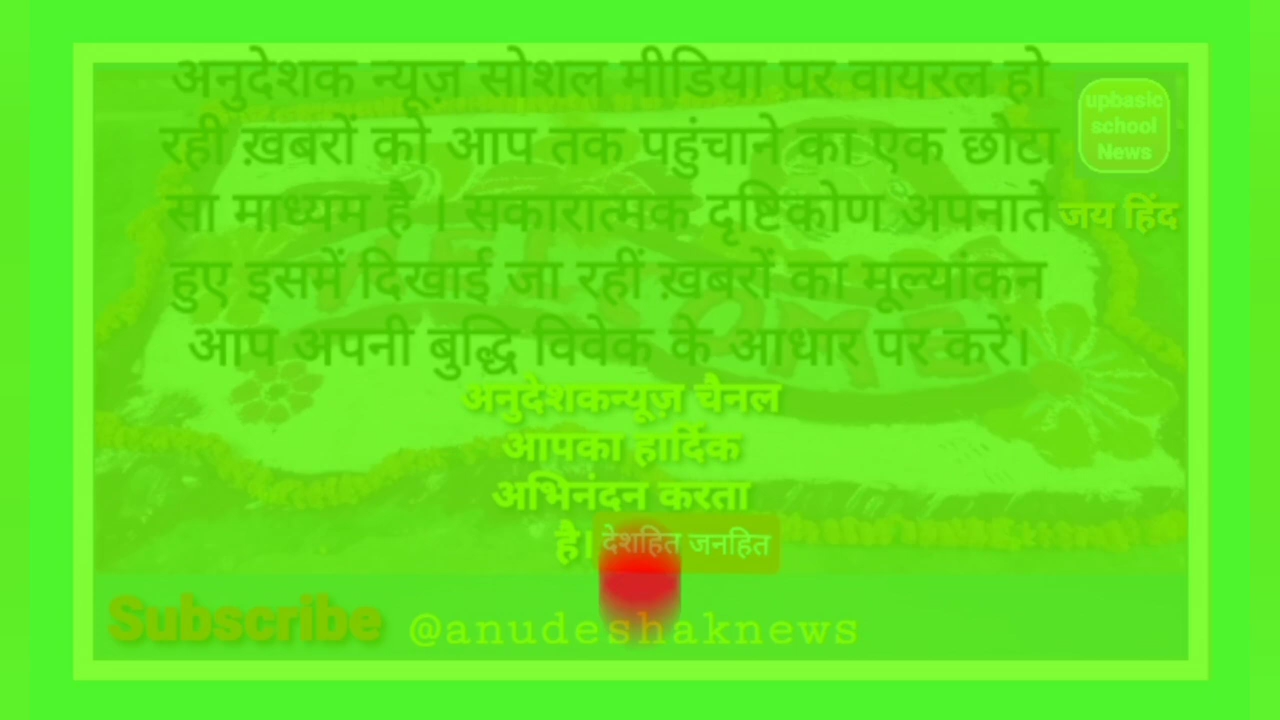 अनुदेशक न्यूज़ सोशल मीडिया पर वायरल हो
रही ख़बरों को आप तक पहुंचाने का एक छौटा
सा माध्यम है । सकारात्मक दृष्टिकोण अपनाते
हुए इसमें दिखाई जा रहीं ख़बरों का मूल्यांकन
आप अपनी बुद्धि विवेक के आधार पर करें।
upbasic
school
News
जय हिंद
WELCOME
अनुदेशकन्यूज़ चैनल
आपका हार्दिक
अभिनंदन करता
है।
देशहित जनहित
Subscribe
@anudeshaknews